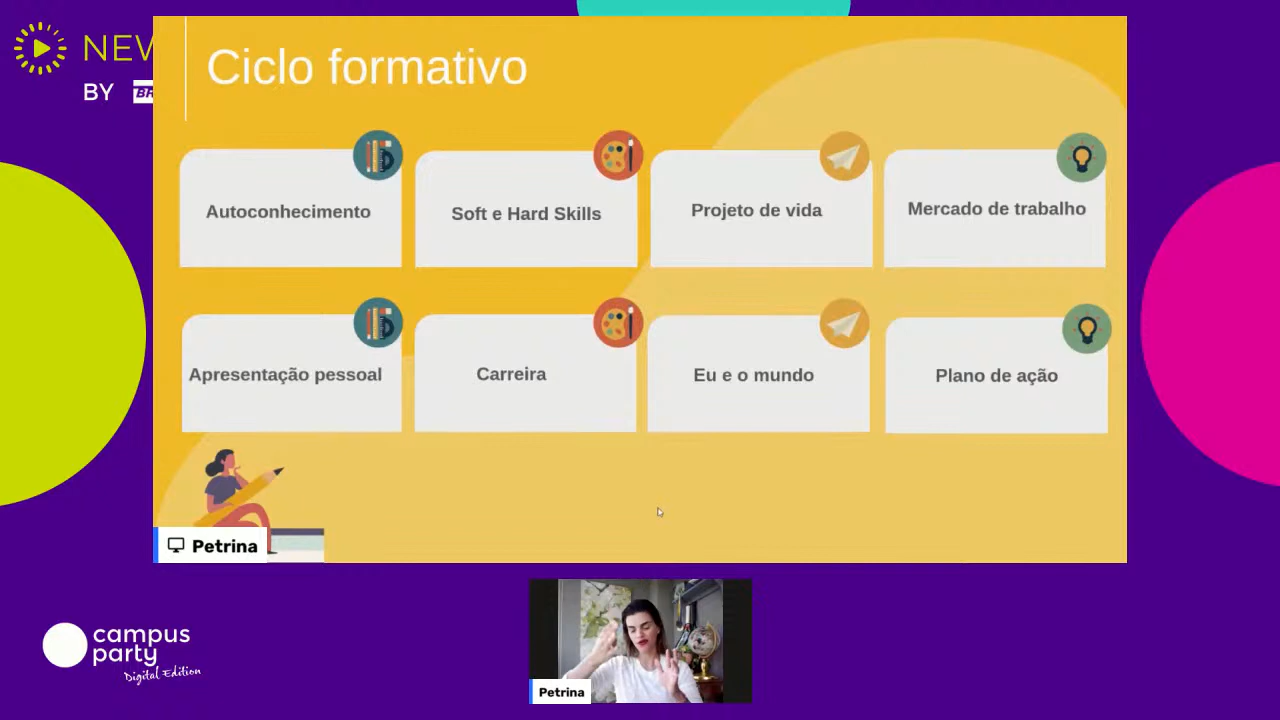 NEW
BY BR
Ciclo formativo
Autoconhecimento
Soft e Hard Skills
Projeto de vida
Mercado de trabalho
Apresentação pessoal
Carreira
Eu e o mundo
Plano de ação
Petrina
campus
party
Digital Edition
Petrina